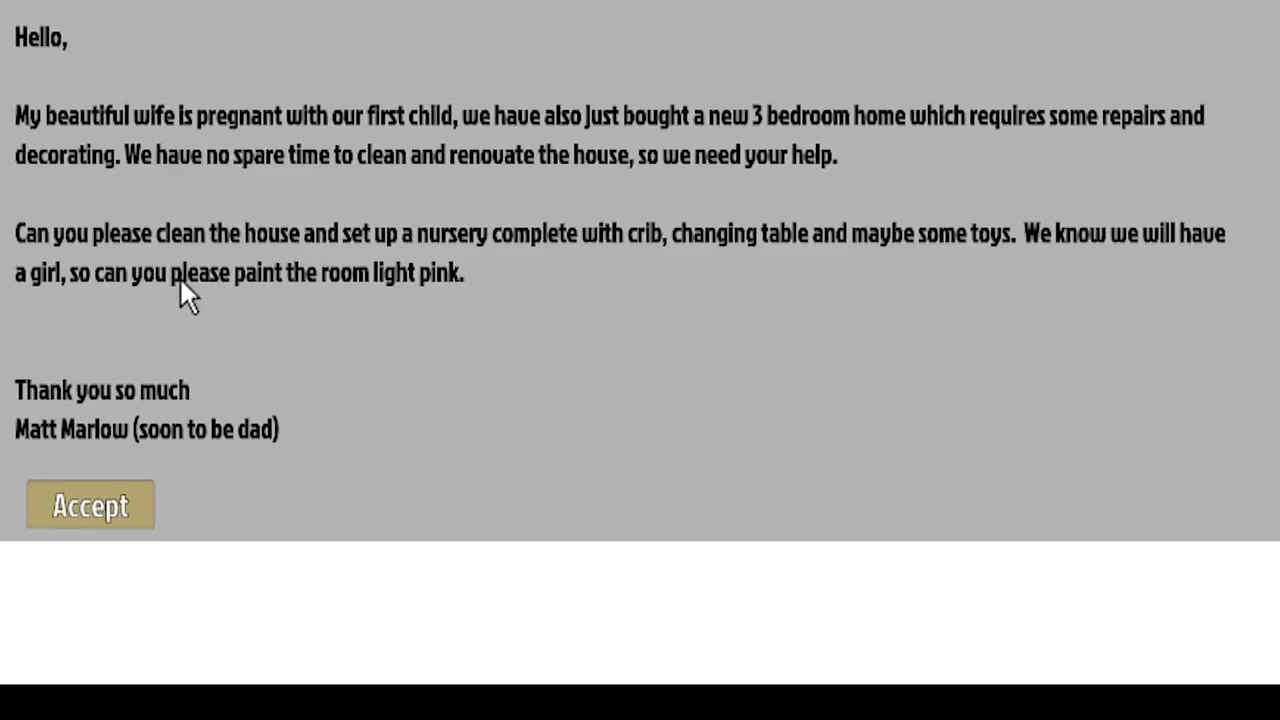 Hello,
My beautiful wife is pregnant with our first child, we have also just bought a new 3 bedroom home which requires some repairs and
decorating. We have no spare time to clean and renovate the house, so we need your help.
Can you please clean the house and set up a nursery complete with crib, changing table and maybe some toys. We know we will have
a girl, so can you please paint the room light pink.
Thank you so much
Matt Marlow (soon to be dad)
Accept